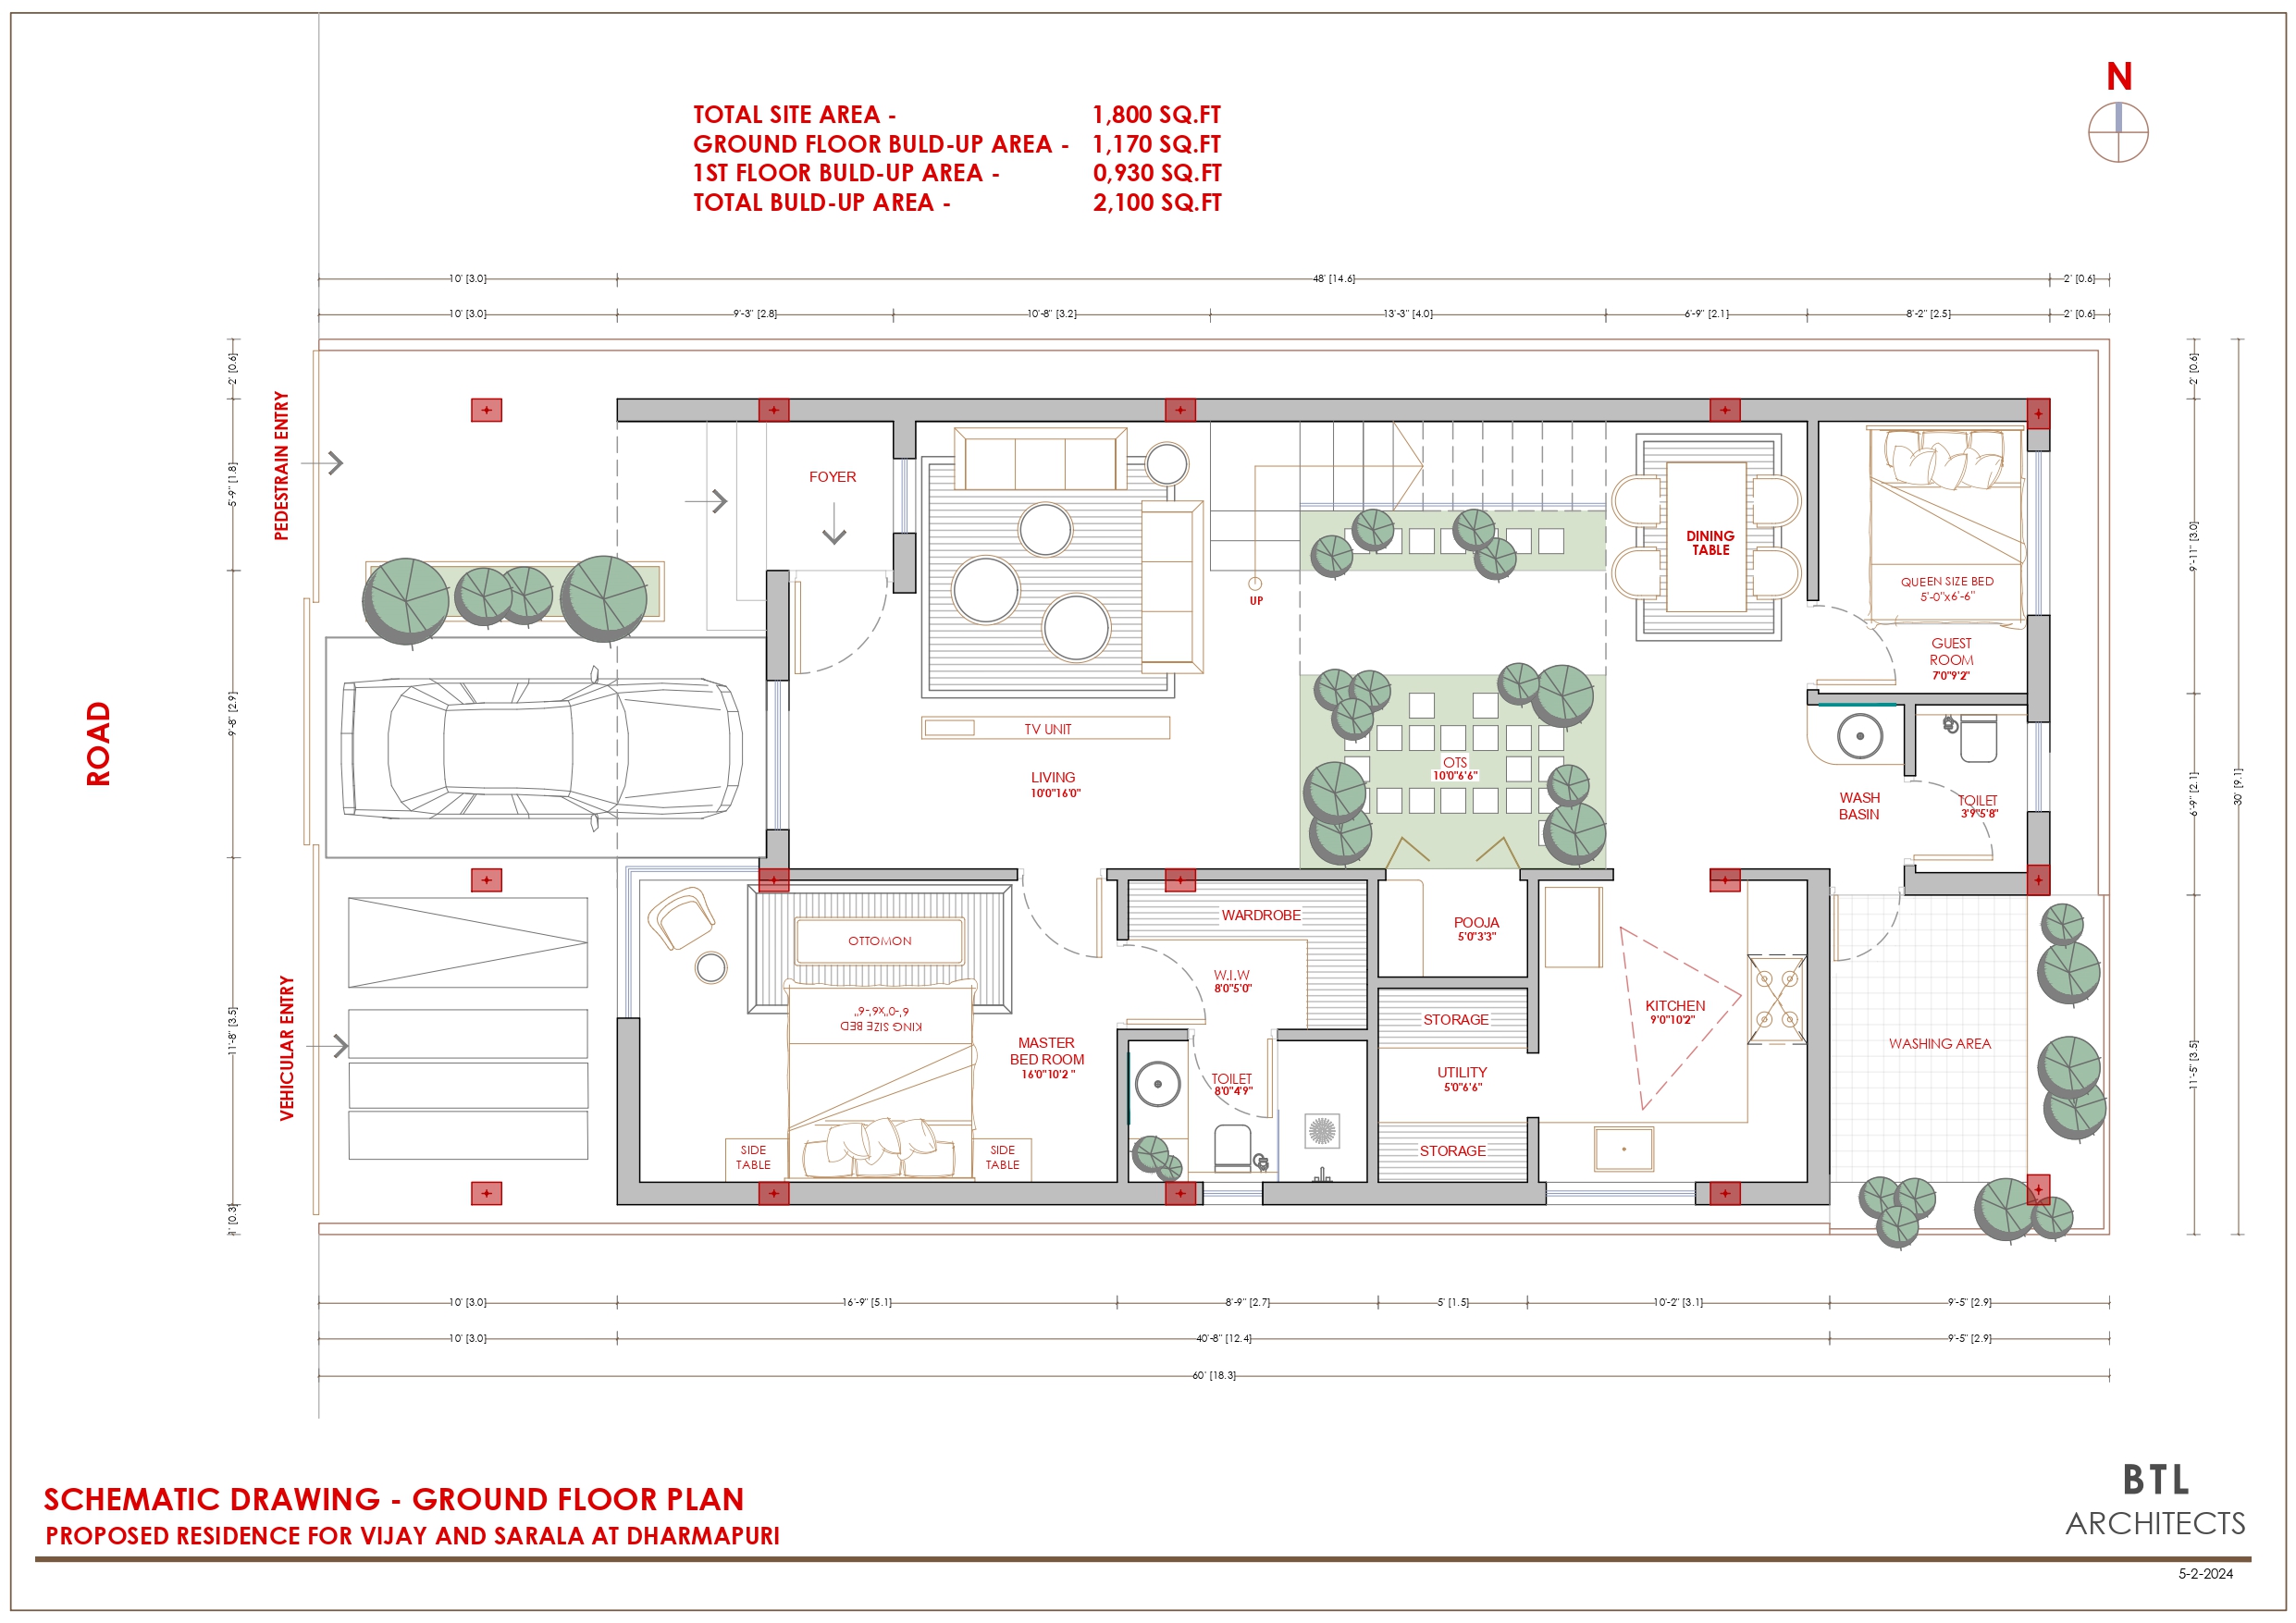 N
TOTAL SITE AREA - 1,800 SQ.FT
GROUND FLOOR BULD-UP AREA - 1,170 SQ.FT
1ST FLOOR BULD-UP AREA - 0,930 SQ.FT
TOTAL BULD-UP AREA - 2,100 SQ.FT
10' [3.0] 48' [14.6] 2' [0.6]
10' [3.0] 9'-3" [2.8] 10'-8" [3.2] 13'-3" [4.0] 6'-9" [2.1] 8'-2" [2.5] 2' [0.6]
2' [0.6]
5'-9" [1.8]
9'-8" [2.9]
11'-8" [3.5]
1' [0.3]
PEDESTRAIN ENTRY
ROAD
VEHICULAR ENTRY
FOYER
UP
DINING
TABLE
QUEEN SIZE BED
5'-0"x6'-6"
GUEST
ROOM
7'0"9'2"
TV UNIT
LIVING
10'0"16'0"
OTS
10'0"6'6"
WASH
BASIN
TOILET
3'9"5'8"
OTTOMON
KING SIZE BED
6'-0"x6'-6"
MASTER
BED ROOM
16'0"10'2 "
SIDE
TABLE
SIDE
TABLE
WARDROBE
W.I.W
8'0"5'0"
TOILET
8'0"4'9"
POOJA
5'0"3'3"
STORAGE
UTILITY
5'0"6'6"
STORAGE
KITCHEN
9'0"10'2"
WASHING AREA
2' [0.6]
9'-11" [3.0]
6'-9" [2.1]
11'-5" [3.5]
30' [9.1]
10' [3.0] 16'-9" [5.1] 8'-9" [2.7] 5' [1.5] 10'-2" [3.1] 9'-5" [2.9]
10' [3.0] 40'-8" [12.4] 9'-5" [2.9]
60' [18.3]
SCHEMATIC DRAWING - GROUND FLOOR PLAN
PROPOSED RESIDENCE FOR VIJAY AND SARALA AT DHARMAPURI
BTL
ARCHITECTS
5-2-2024